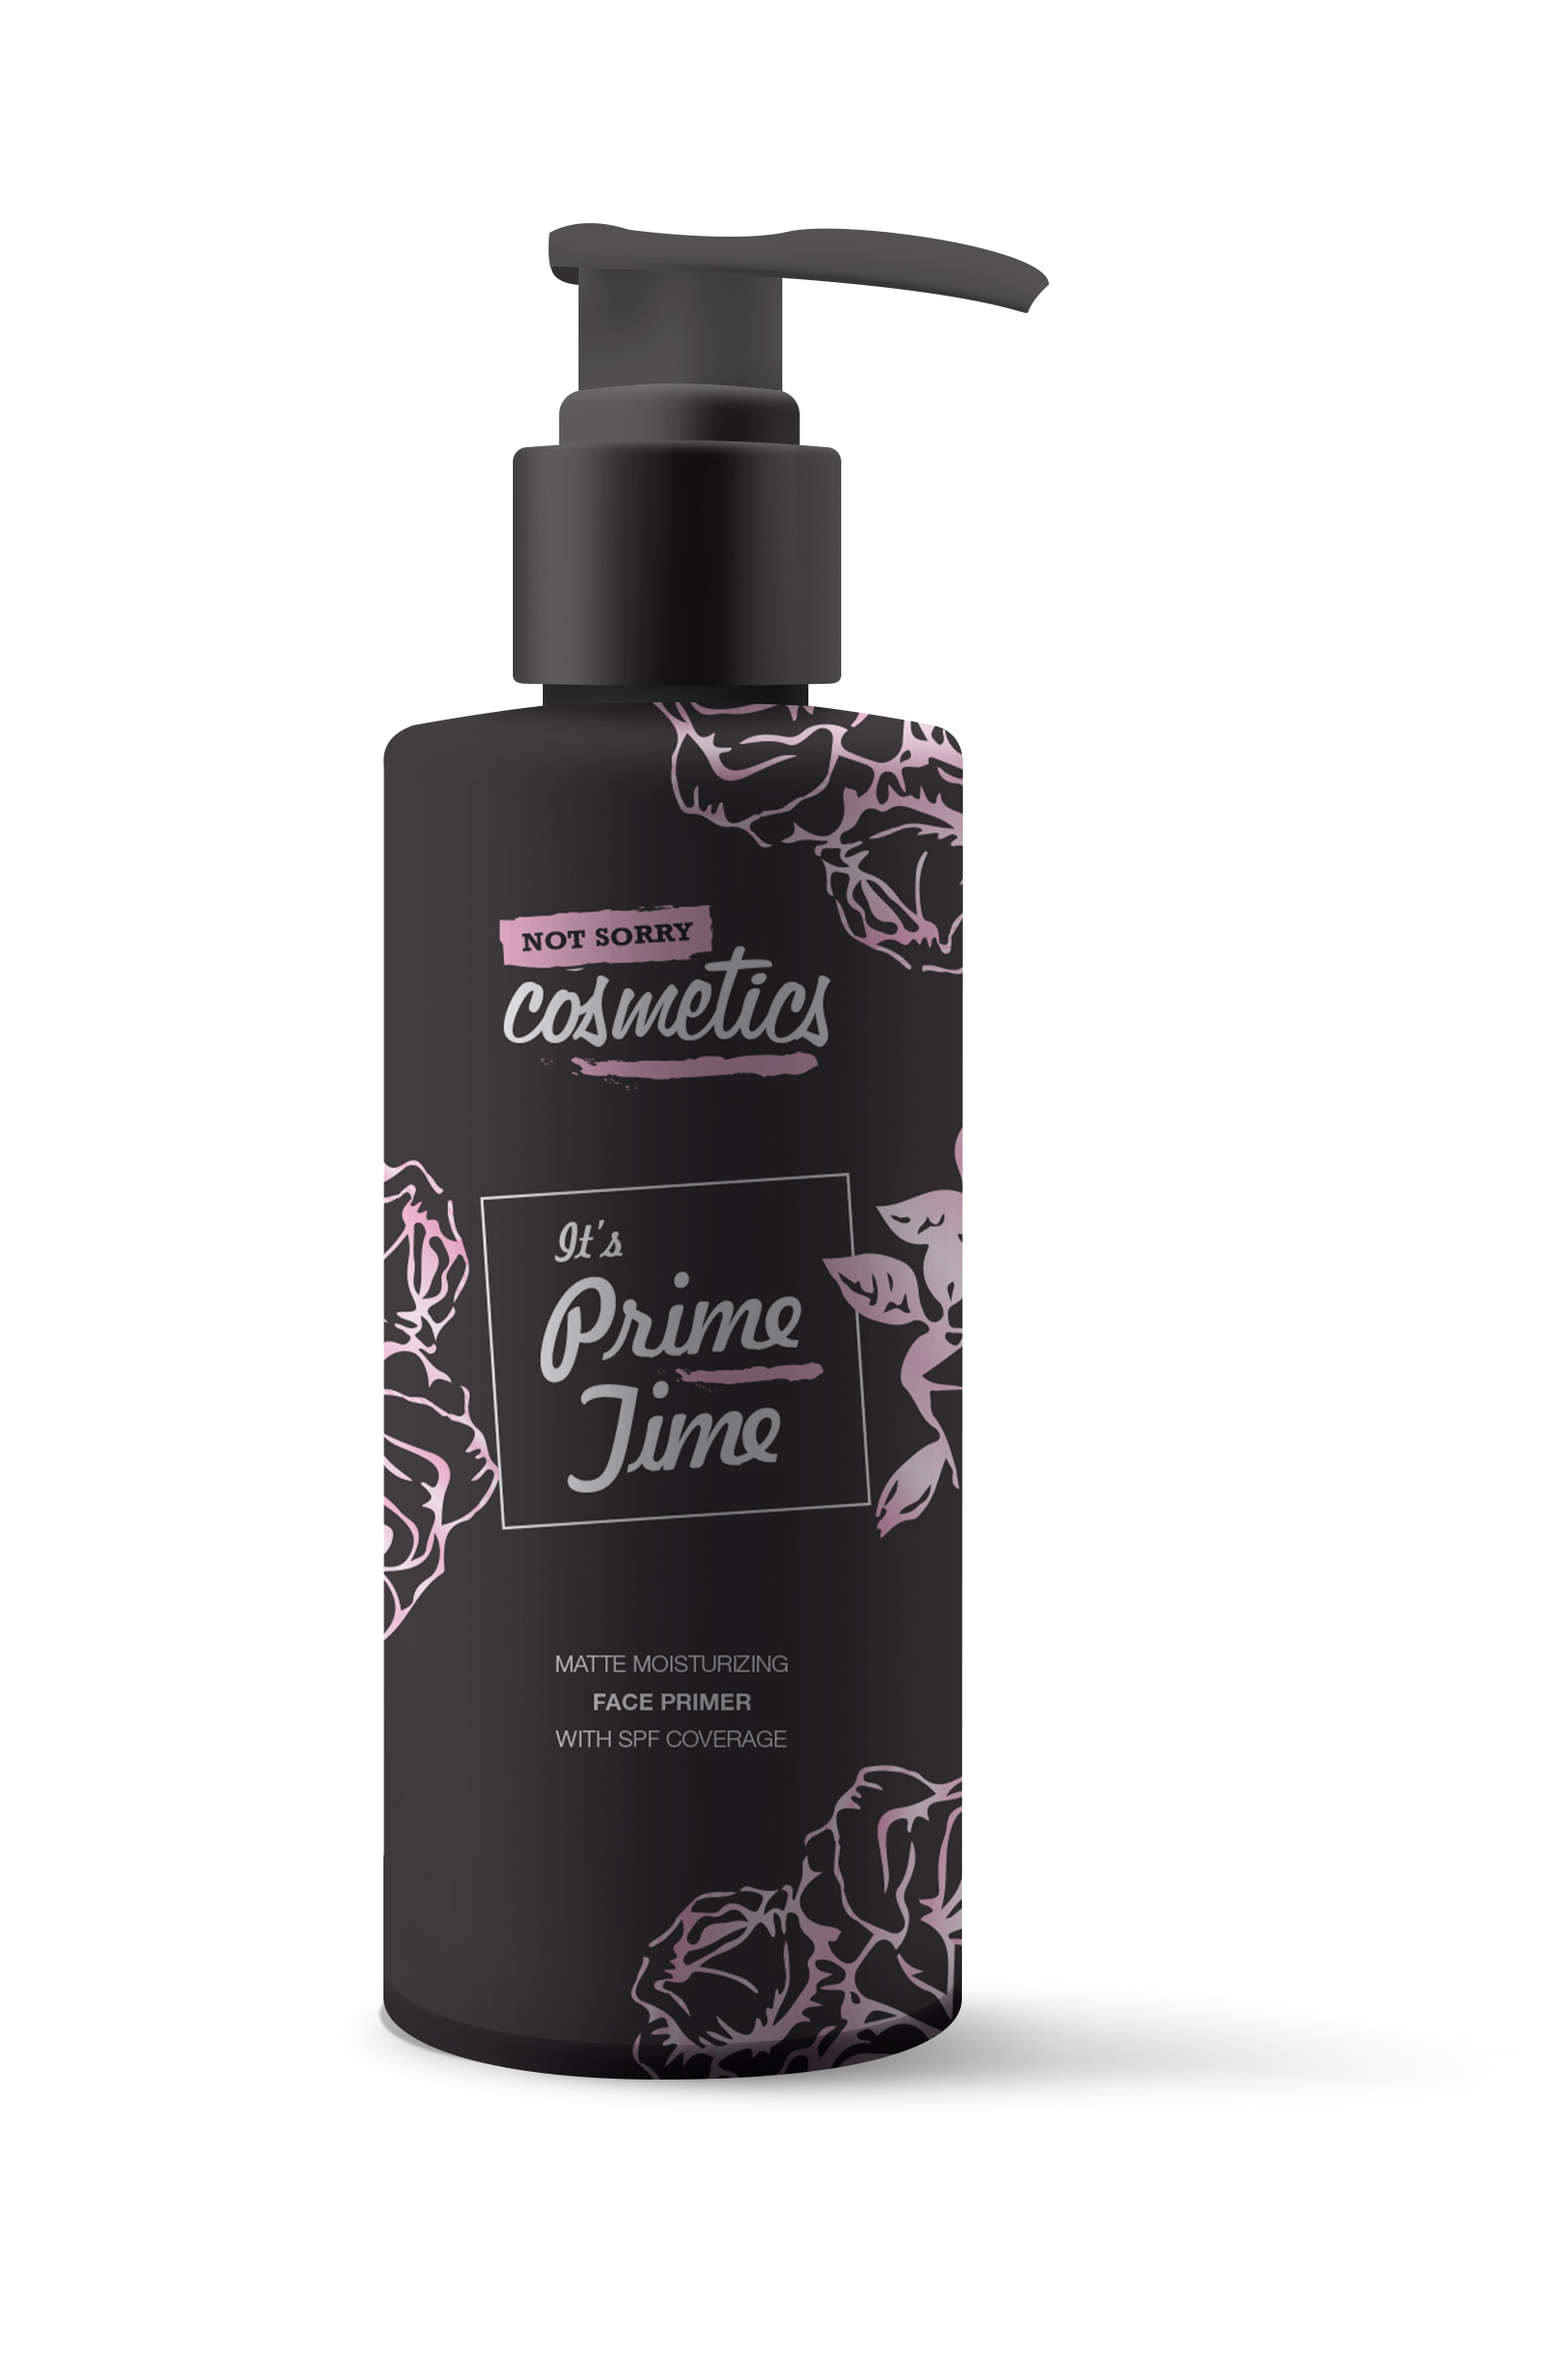 NOT SORRY
cosmetics
It's
Prime
Time
MATTE MOISTURIZING
FACE PRIMER
WITH SPF COVERAGE